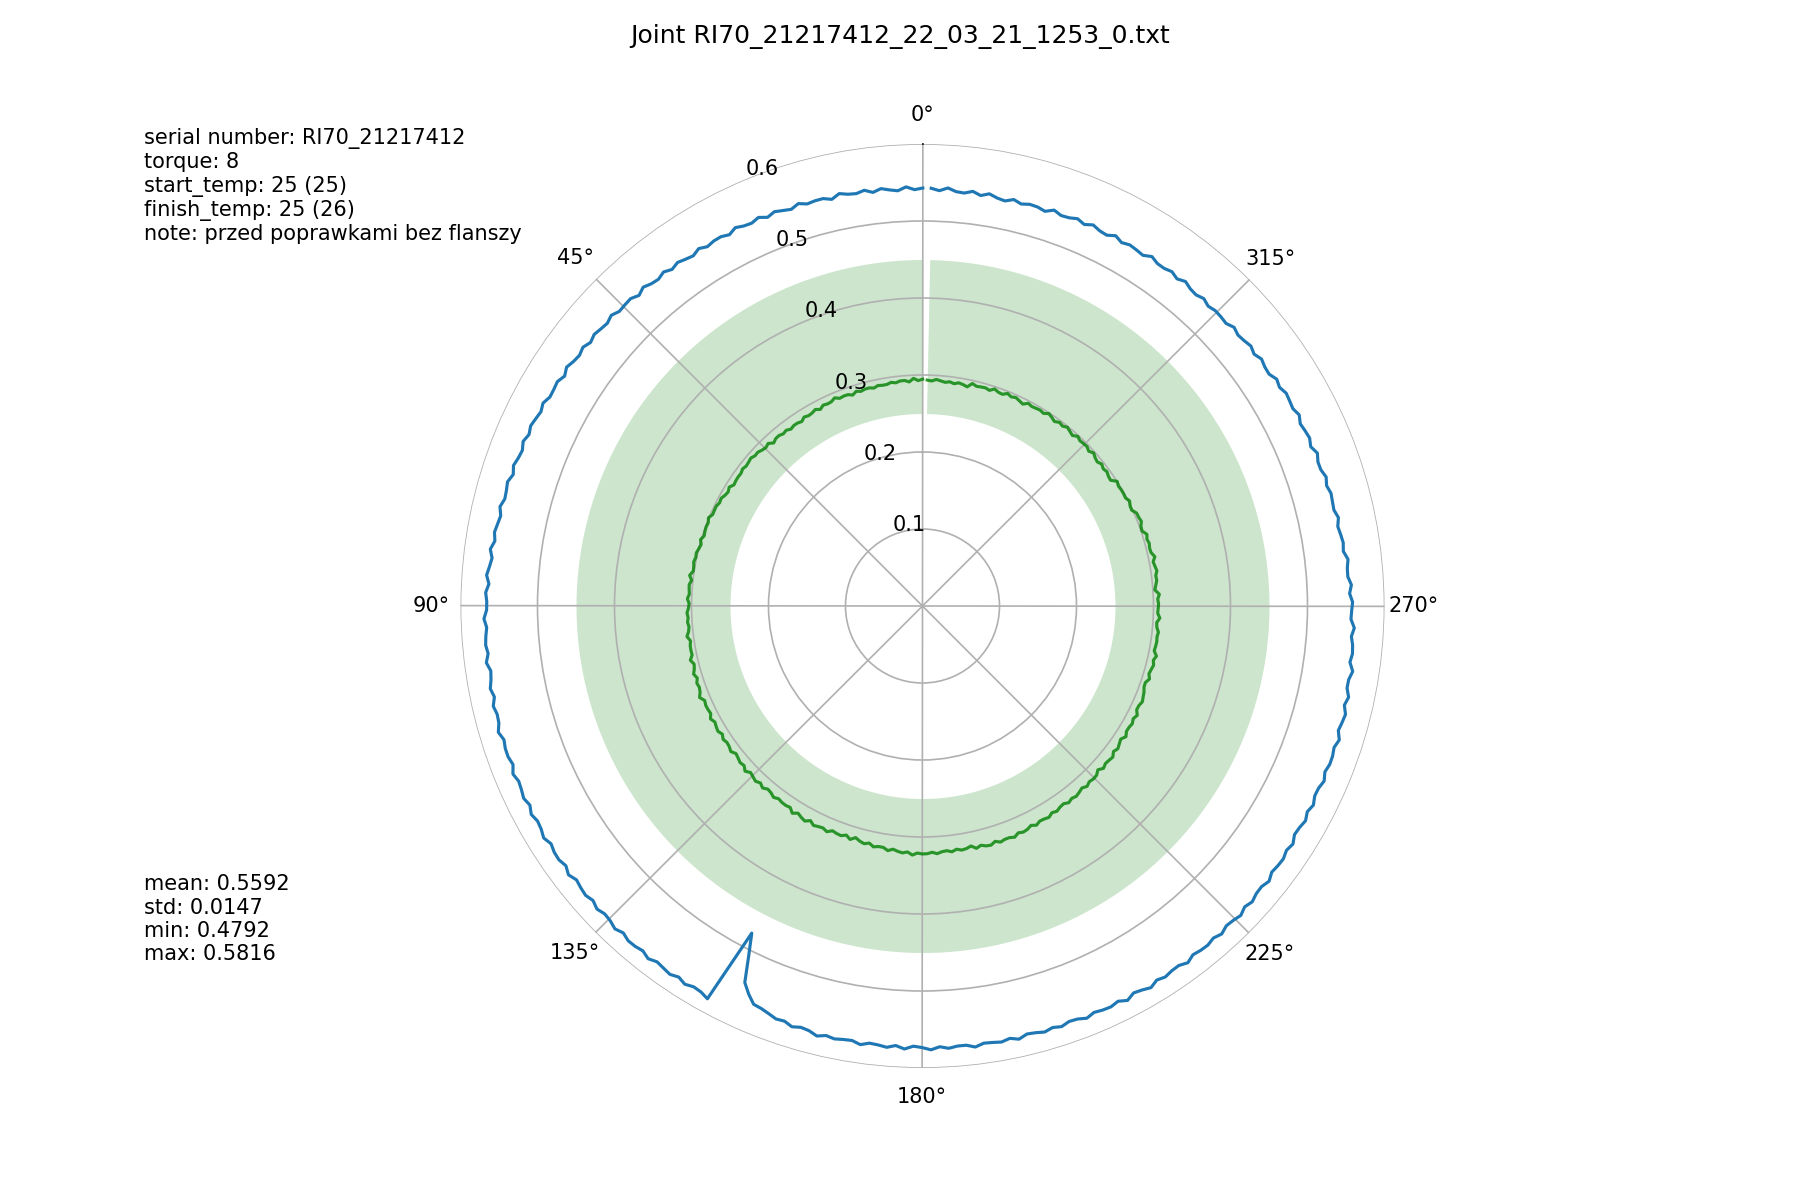 Joint RI70_21217412_22_03_21_1253_0.txt
serial number: RI70_21217412
torque: 8
start_temp: 25 (25)
finish_temp: 25 (26)
note: przed poprawkami bez flanszy
0°
45°
90°
135°
180°
225°
270°
315°
0.6
0.5
0.4
0.3
0.2
0.1
mean: 0.5592
std: 0.0147
min: 0.4792
max: 0.5816